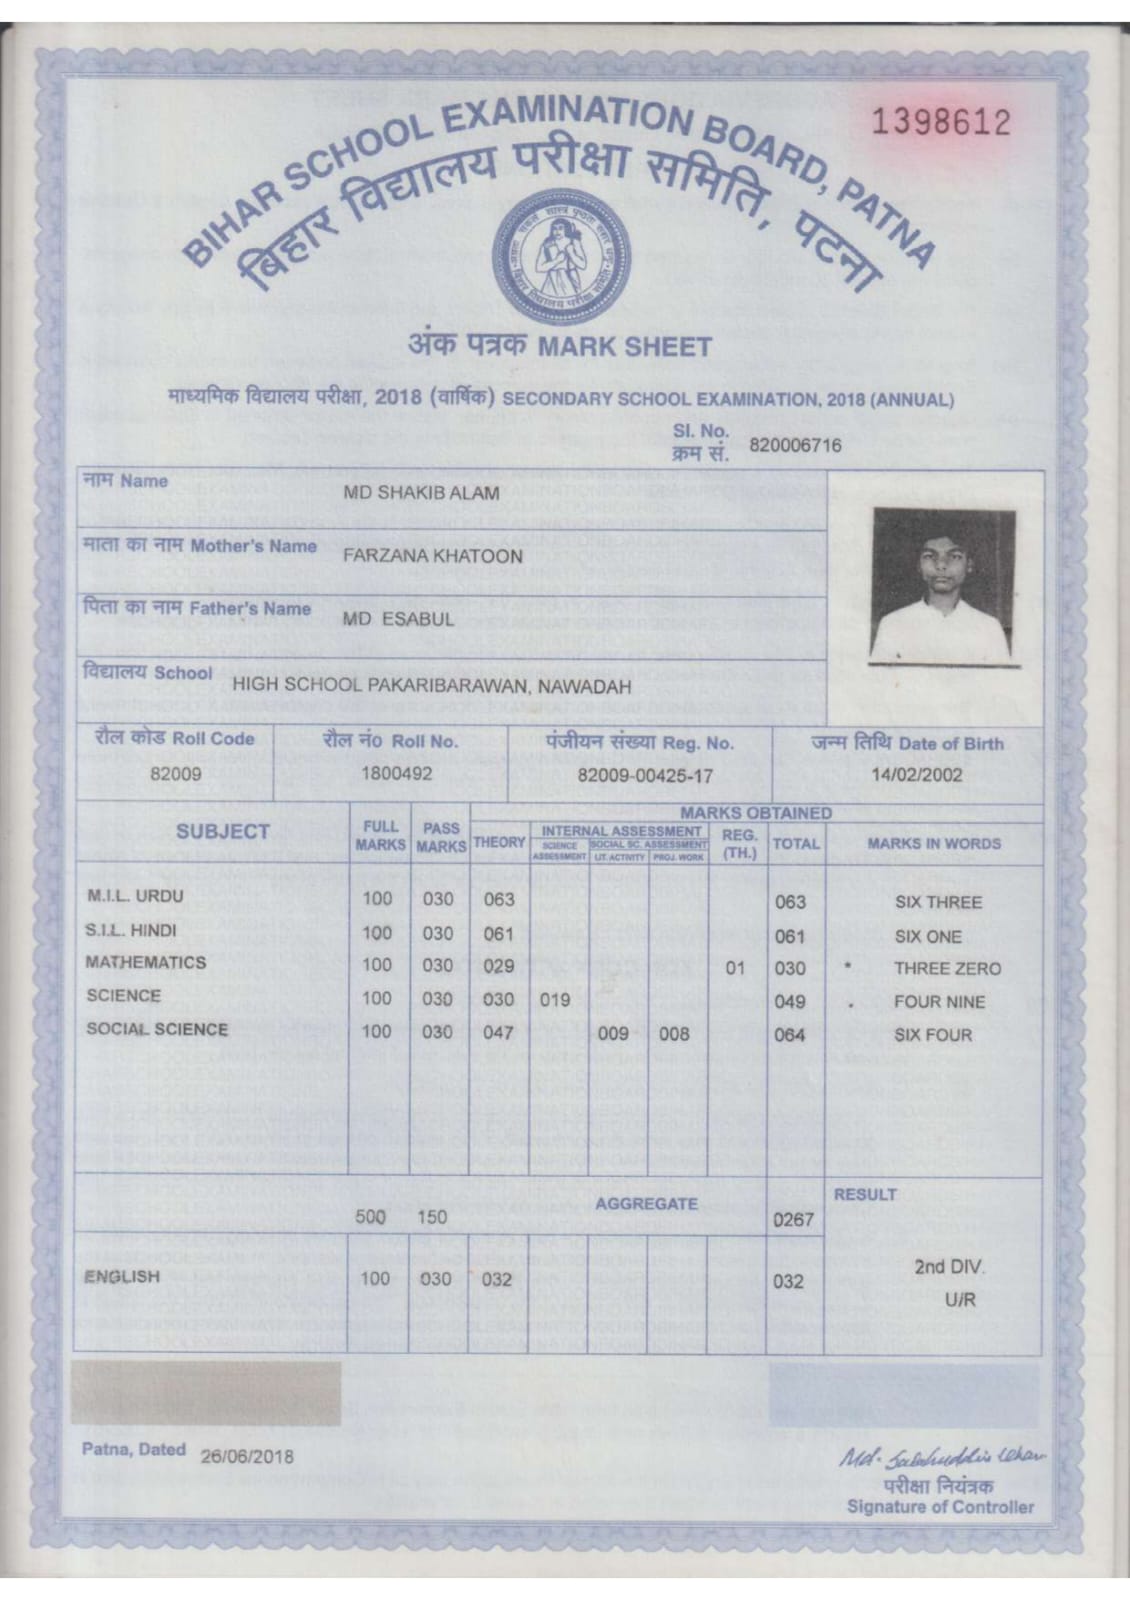 1398612
BIHAR SCHOOL EXAMINATION BOARD, PATNA
बिहार विद्यालय परीक्षा समिति, पटना
अंक पत्रक MARK SHEET
माध्यमिक विद्यालय परीक्षा, 2018 (वार्षिक) SECONDARY SCHOOL EXAMINATION, 2018 (ANNUAL)
Sl. No.
क्रम सं. 820006716
नाम Name MD SHAKIB ALAM
माता का नाम Mother's Name FARZANA KHATOON
पिता का नाम Father's Name MD ESABUL
विद्यालय School HIGH SCHOOL PAKARIBARAWAN, NAWADAH
रौल कोड Roll Code रौल नं० Roll No. पंजीयन संख्या Reg. No. जन्म तिथि Date of Birth
82009 1800492 82009-00425-17 14/02/2002
MARKS OBTAINED
SUBJECT FULL MARKS PASS MARKS THEORY INTERNAL ASSESSMENT REG. (TH.) TOTAL MARKS IN WORDS
SCIENCE ASSESSMENT SOCIAL SC. ASSESSMENT
LIT. ACTIVITY PROJ. WORK
M.I.L. URDU 100 030 063 063 SIX THREE
S.I.L. HINDI 100 030 061 061 SIX ONE
MATHEMATICS 100 030 029 01 030 * THREE ZERO
SCIENCE 100 030 030 019 049 . FOUR NINE
SOCIAL SCIENCE 100 030 047 009 008 064 SIX FOUR
AGGREGATE RESULT
500 150 0267
ENGLISH 100 030 032 032 2nd DIV.
U/R
Patna, Dated 26/06/2018
परीक्षा नियंत्रक
Signature of Controller